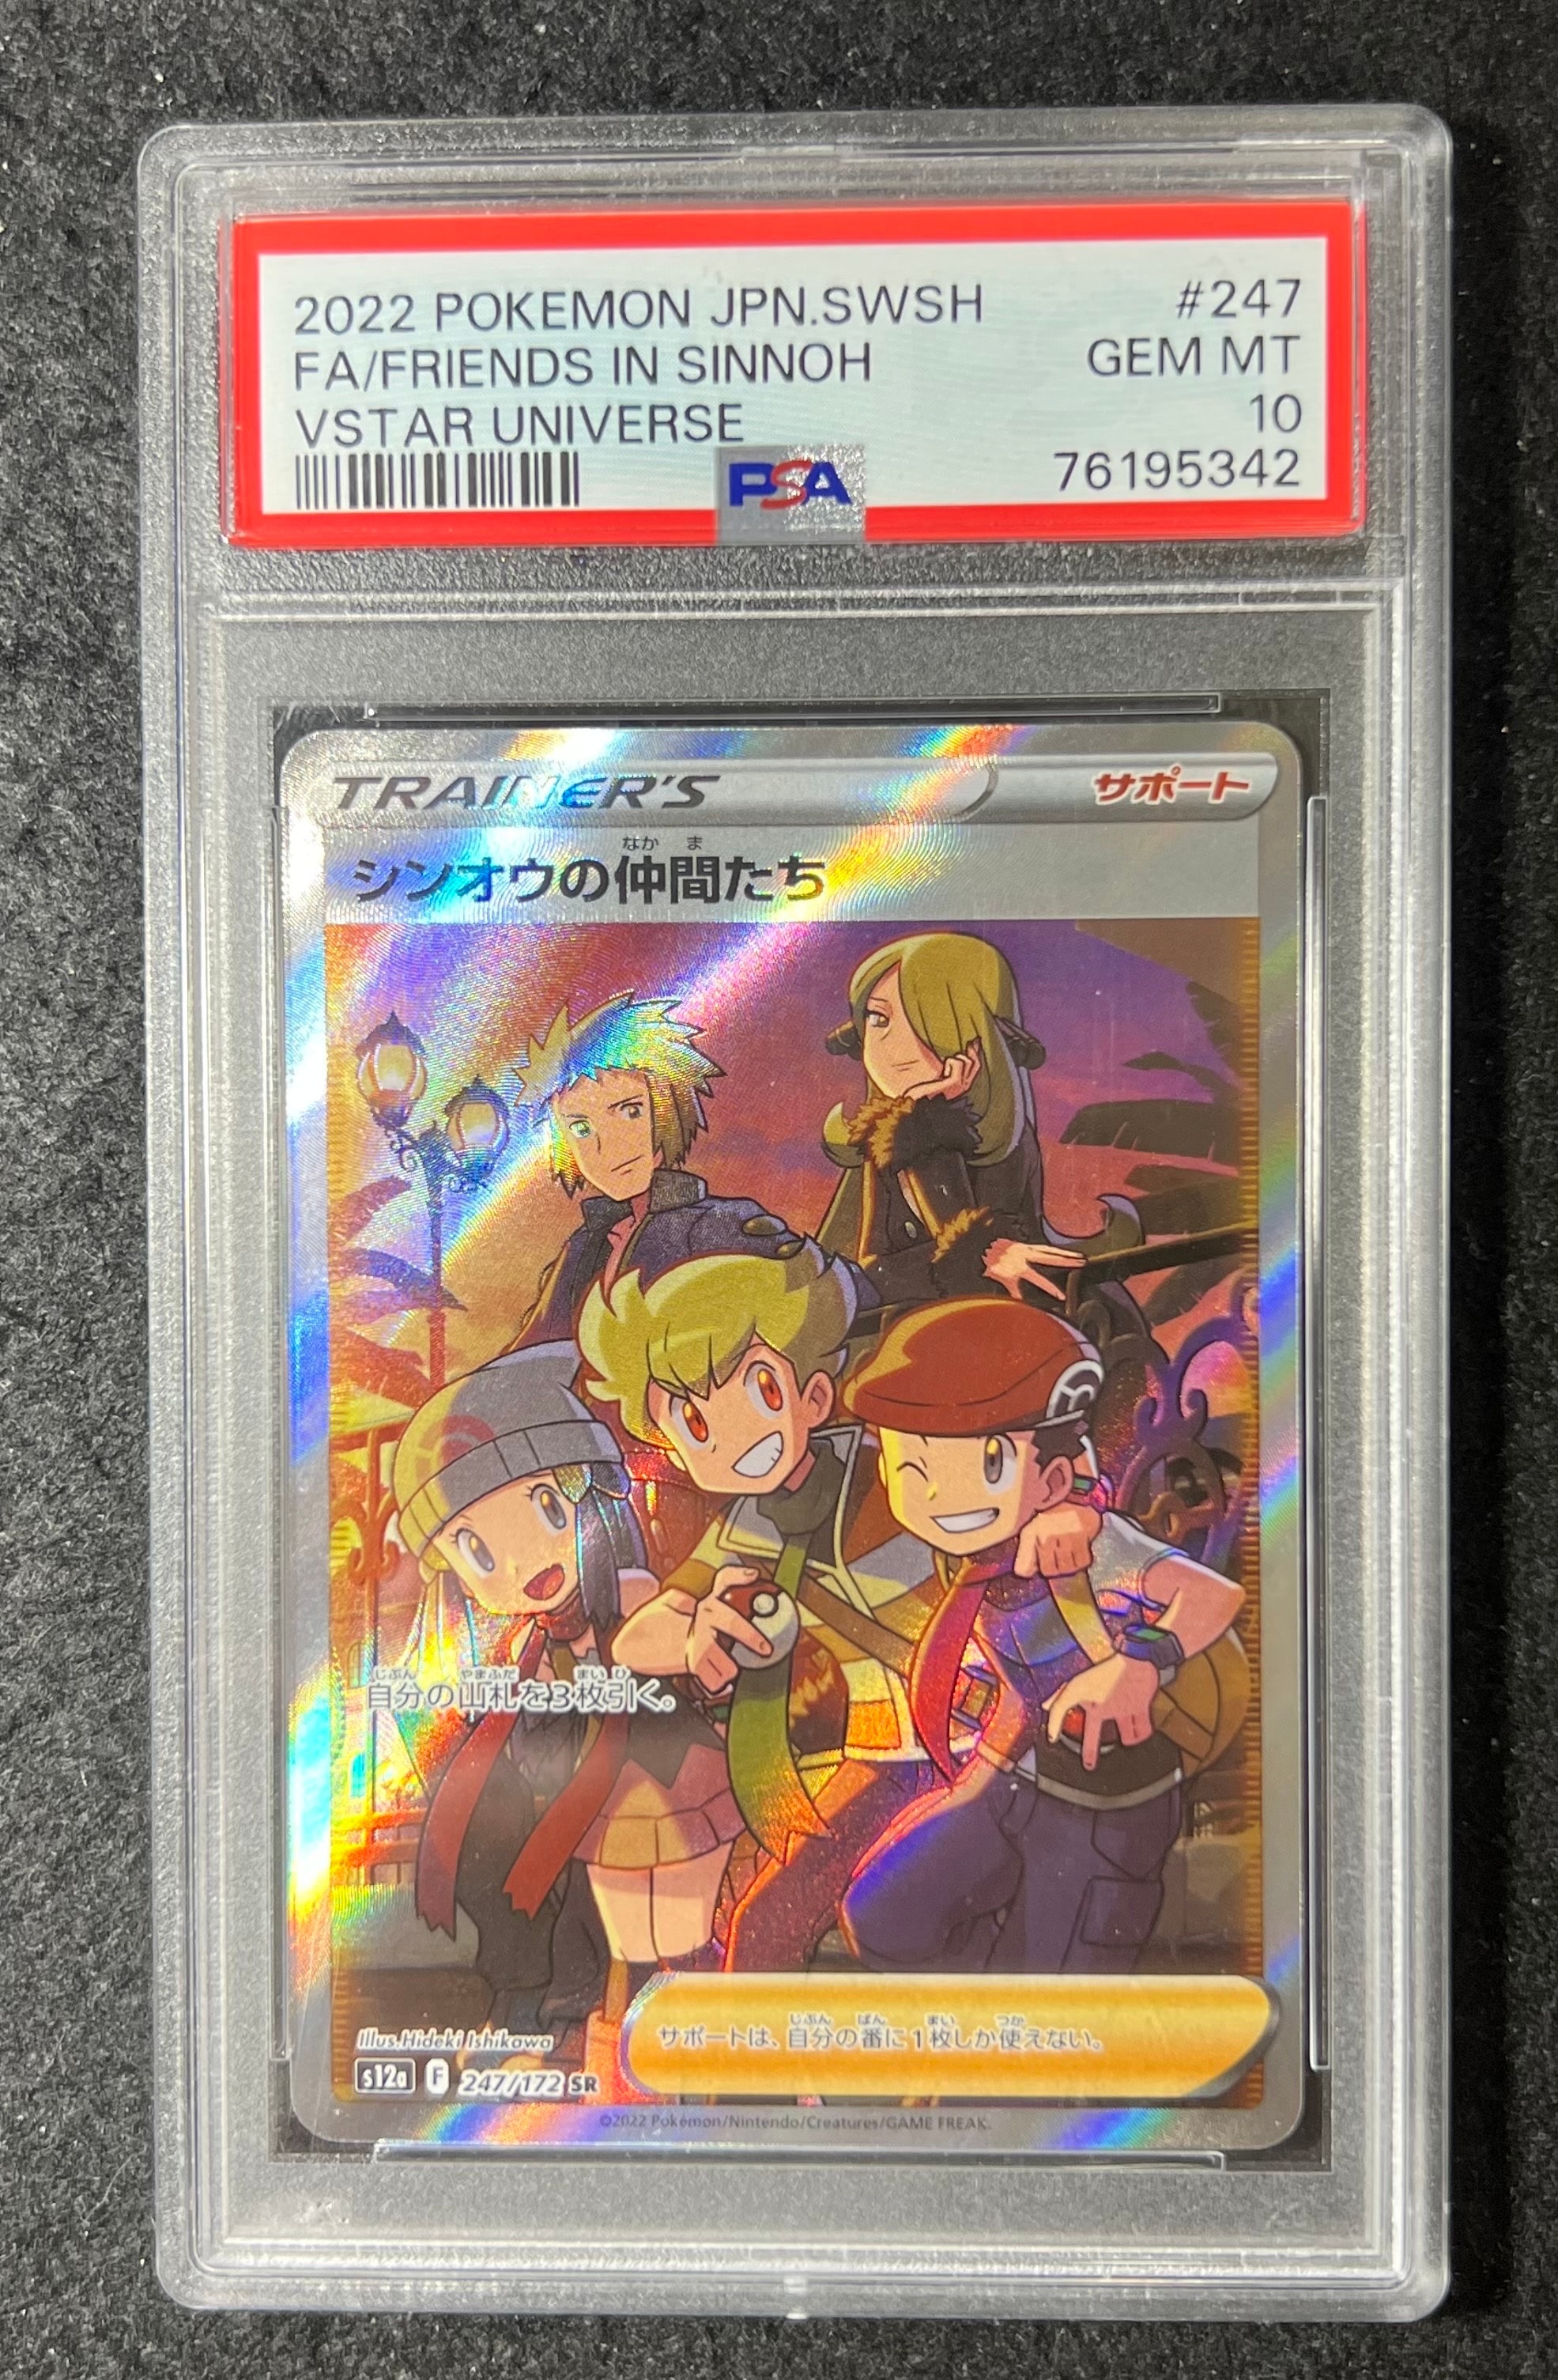 2022 POKEMON JPN.SWSH #247
FA/FRIENDS IN SINNOH GEM MT
VSTAR UNIVERSE 10
PSA 76195342
TRAINER'S サポート
なかま
シンオウの仲間たち
じぶん やまふだ まい ひ
自分の山札を3枚引く。
じぶん ばん まい つか
サポートは、自分の番に1枚しか使えない。
Illus.Hideki Ishikawa
s12a F 247/172 SR
©2022 Pokémon/Nintendo/Creatures/GAME FREAK.